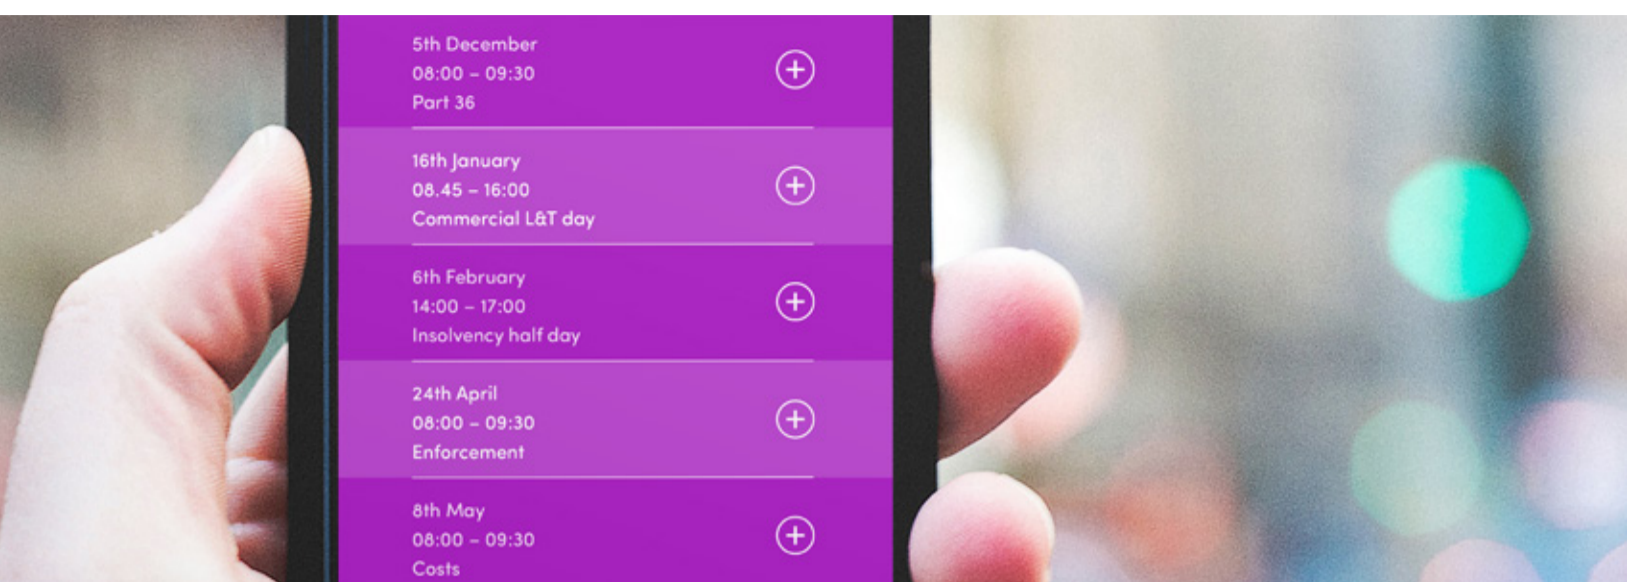 5th December
08:00 – 09:30
Part 36
16th January
08.45 – 16:00
Commercial L&T day
6th February
14:00 – 17:00
Insolvency half day
24th April
08:00 – 09:30
Enforcement
8th May
08:00 – 09:30
Costs